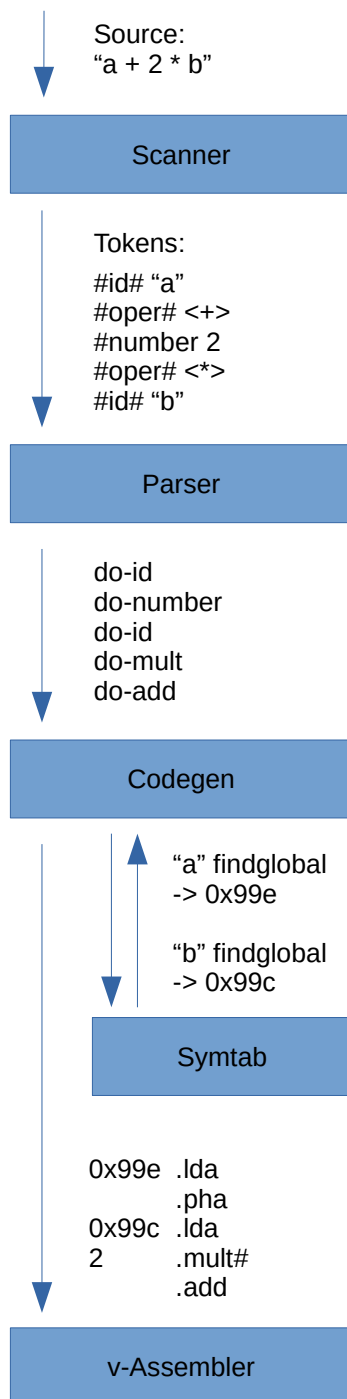 Source:
“a + 2 * b”
Scanner
Tokens:
#id# “a”
#oper# <+>
#number 2
#oper# <*>
#id# “b”
Parser
do-id
do-number
do-id
do-mult
do-add
Codegen
“a” findglobal
-> 0x99e
“b” findglobal
-> 0x99c
Symtab
0x99e .lda
.pha
0x99c .lda
2 .mult#
.add
v-Assembler